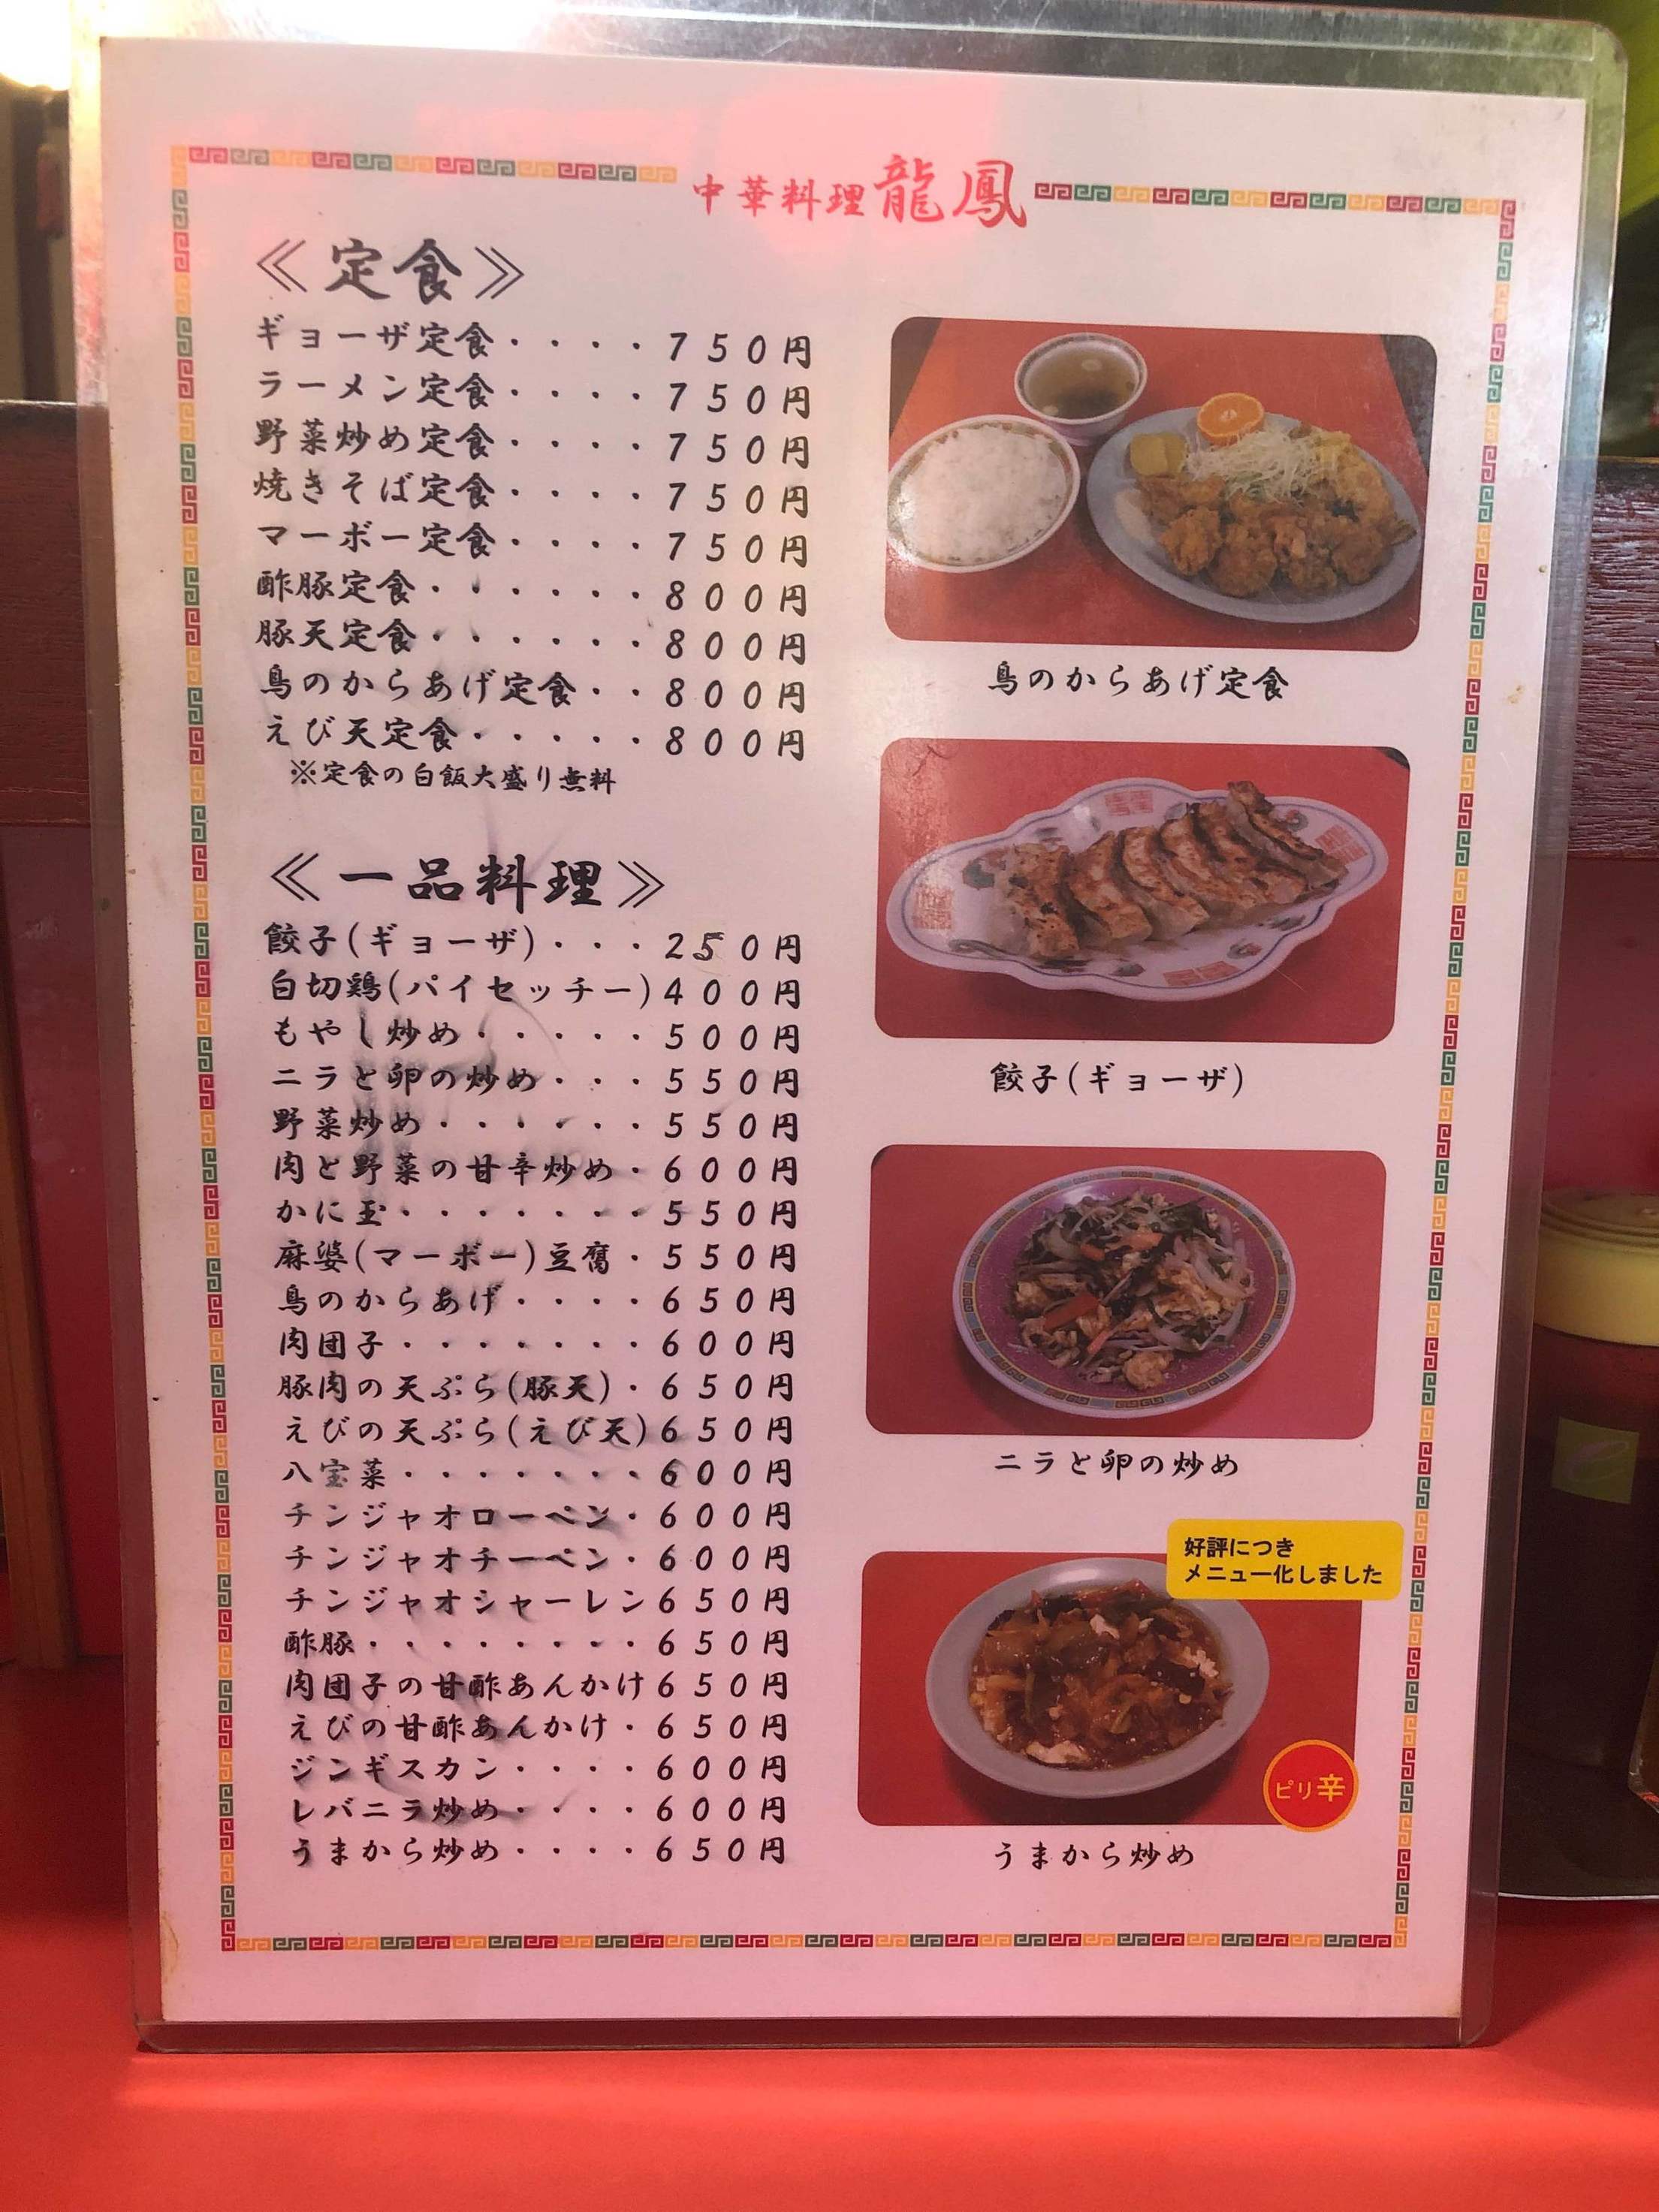 中華料理 龍鳳
≪定食≫
ギョーザ定食・・・・750円
ラーメン定食・・・・750円
野菜炒め定食・・・・750円
焼きそば定食・・・・750円
マーボー定食・・・・750円
酢豚定食・・・・・・800円
豚天定食・・・・・・800円
鳥のからあげ定食・・800円
えび天定食・・・・・800円
※定食の白飯大盛り無料
≪一品料理≫
餃子(ギョーザ)・・・250円
白切鶏(パイセッチー)400円
もやし炒め・・・・・500円
ニラと卵の炒め・・・550円
野菜炒め・・・・・・550円
肉と野菜の甘辛炒め・600円
かに玉・・・・・・・550円
麻婆(マーボー)豆腐・550円
鳥のからあげ・・・・650円
肉団子・・・・・・・600円
豚肉の天ぷら(豚天)・650円
えびの天ぷら(えび天)650円
八宝菜・・・・・・・600円
チンジャオローペン・600円
チンジャオチーペン・600円
チンジャオシャーレン650円
酢豚・・・・・・・・650円
肉団子の甘酢あんかけ650円
えびの甘酢あんかけ・650円
ジンギスカン・・・・600円
レバニラ炒め・・・・600円
うまから炒め・・・・650円
鳥のからあげ定食
餃子(ギョーザ)
ニラと卵の炒め
好評につき
メニュー化しました
ピリ辛
うまから炒め